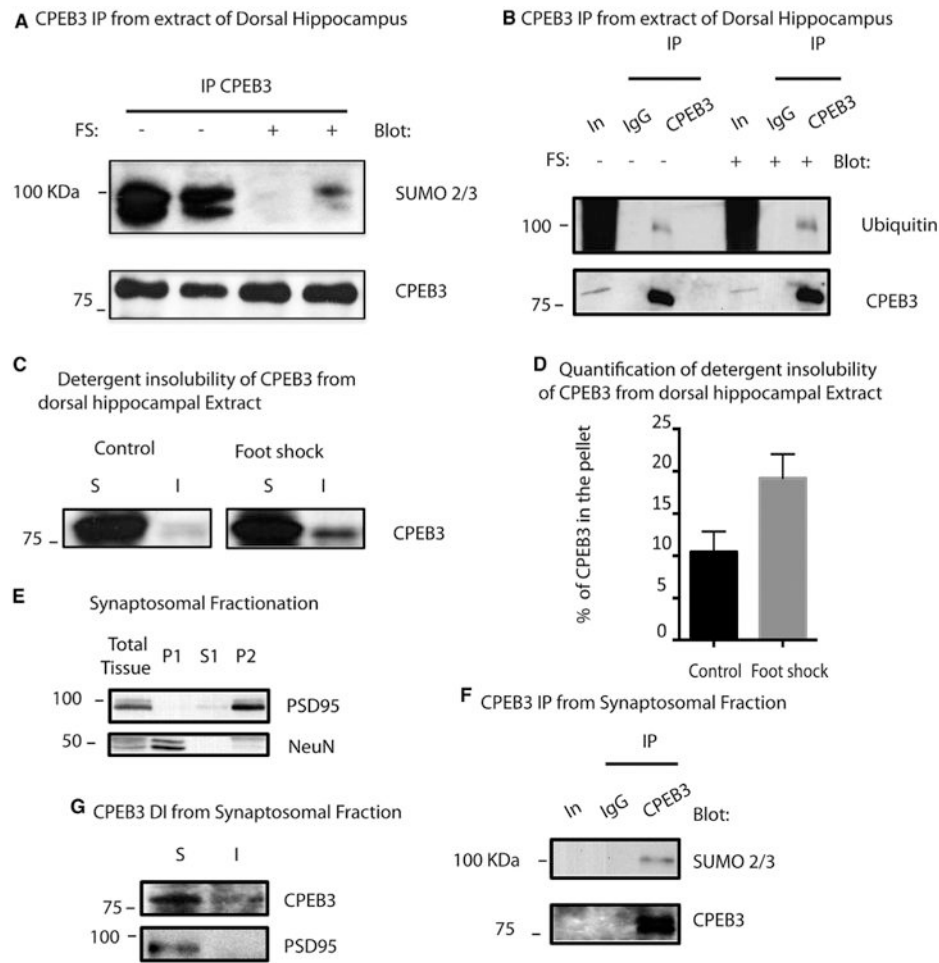 A CPEB3 IP from extract of Dorsal Hippocampus
IP CPEB3
FS: - - + + Blot:
100 KDa – SUMO 2/3
75 – CPEB3
B CPEB3 IP from extract of Dorsal Hippocampus
IP IP
In IgG CPEB3 In IgG CPEB3
FS: - - - + + + Blot:
100 – Ubiquitin
75 – CPEB3
C Detergent insolubility of CPEB3 from
dorsal hippocampal Extract
Control Foot shock
S I S I
75 – CPEB3
D Quantification of detergent insolubility
of CPEB3 from dorsal hippocampal Extract
% of CPEB3 in the pellet
25
20
15
10
5
0
Control Foot shock
E Synaptosomal Fractionation
Total
Tissue P1 S1 P2
100 – PSD95
50 – NeuN
F CPEB3 IP from Synaptosomal Fraction
IP
In IgG CPEB3 Blot:
100 KDa – SUMO 2/3
75 – CPEB3
G CPEB3 DI from Synaptosomal Fraction
S I
75 – CPEB3
100 – PSD95